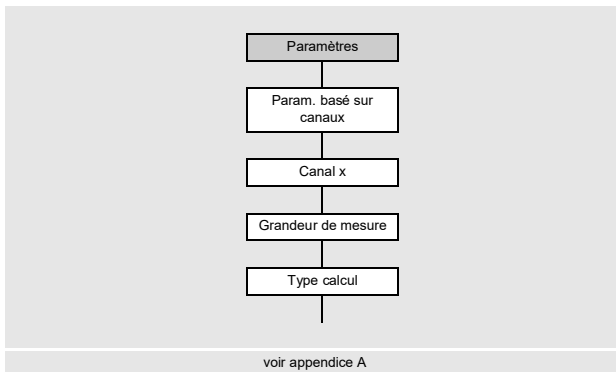 Paramètres
Param. basé sur
canaux
Canal x
Grandeur de mesure
Type calcul
voir appendice A